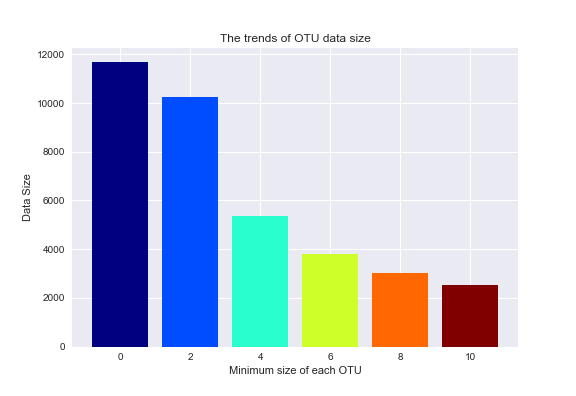 The trends of OTU data size
12000
10000
8000
6000
4000
2000
0
Data Size
0 2 4 6 8 10
Minimum size of each OTU